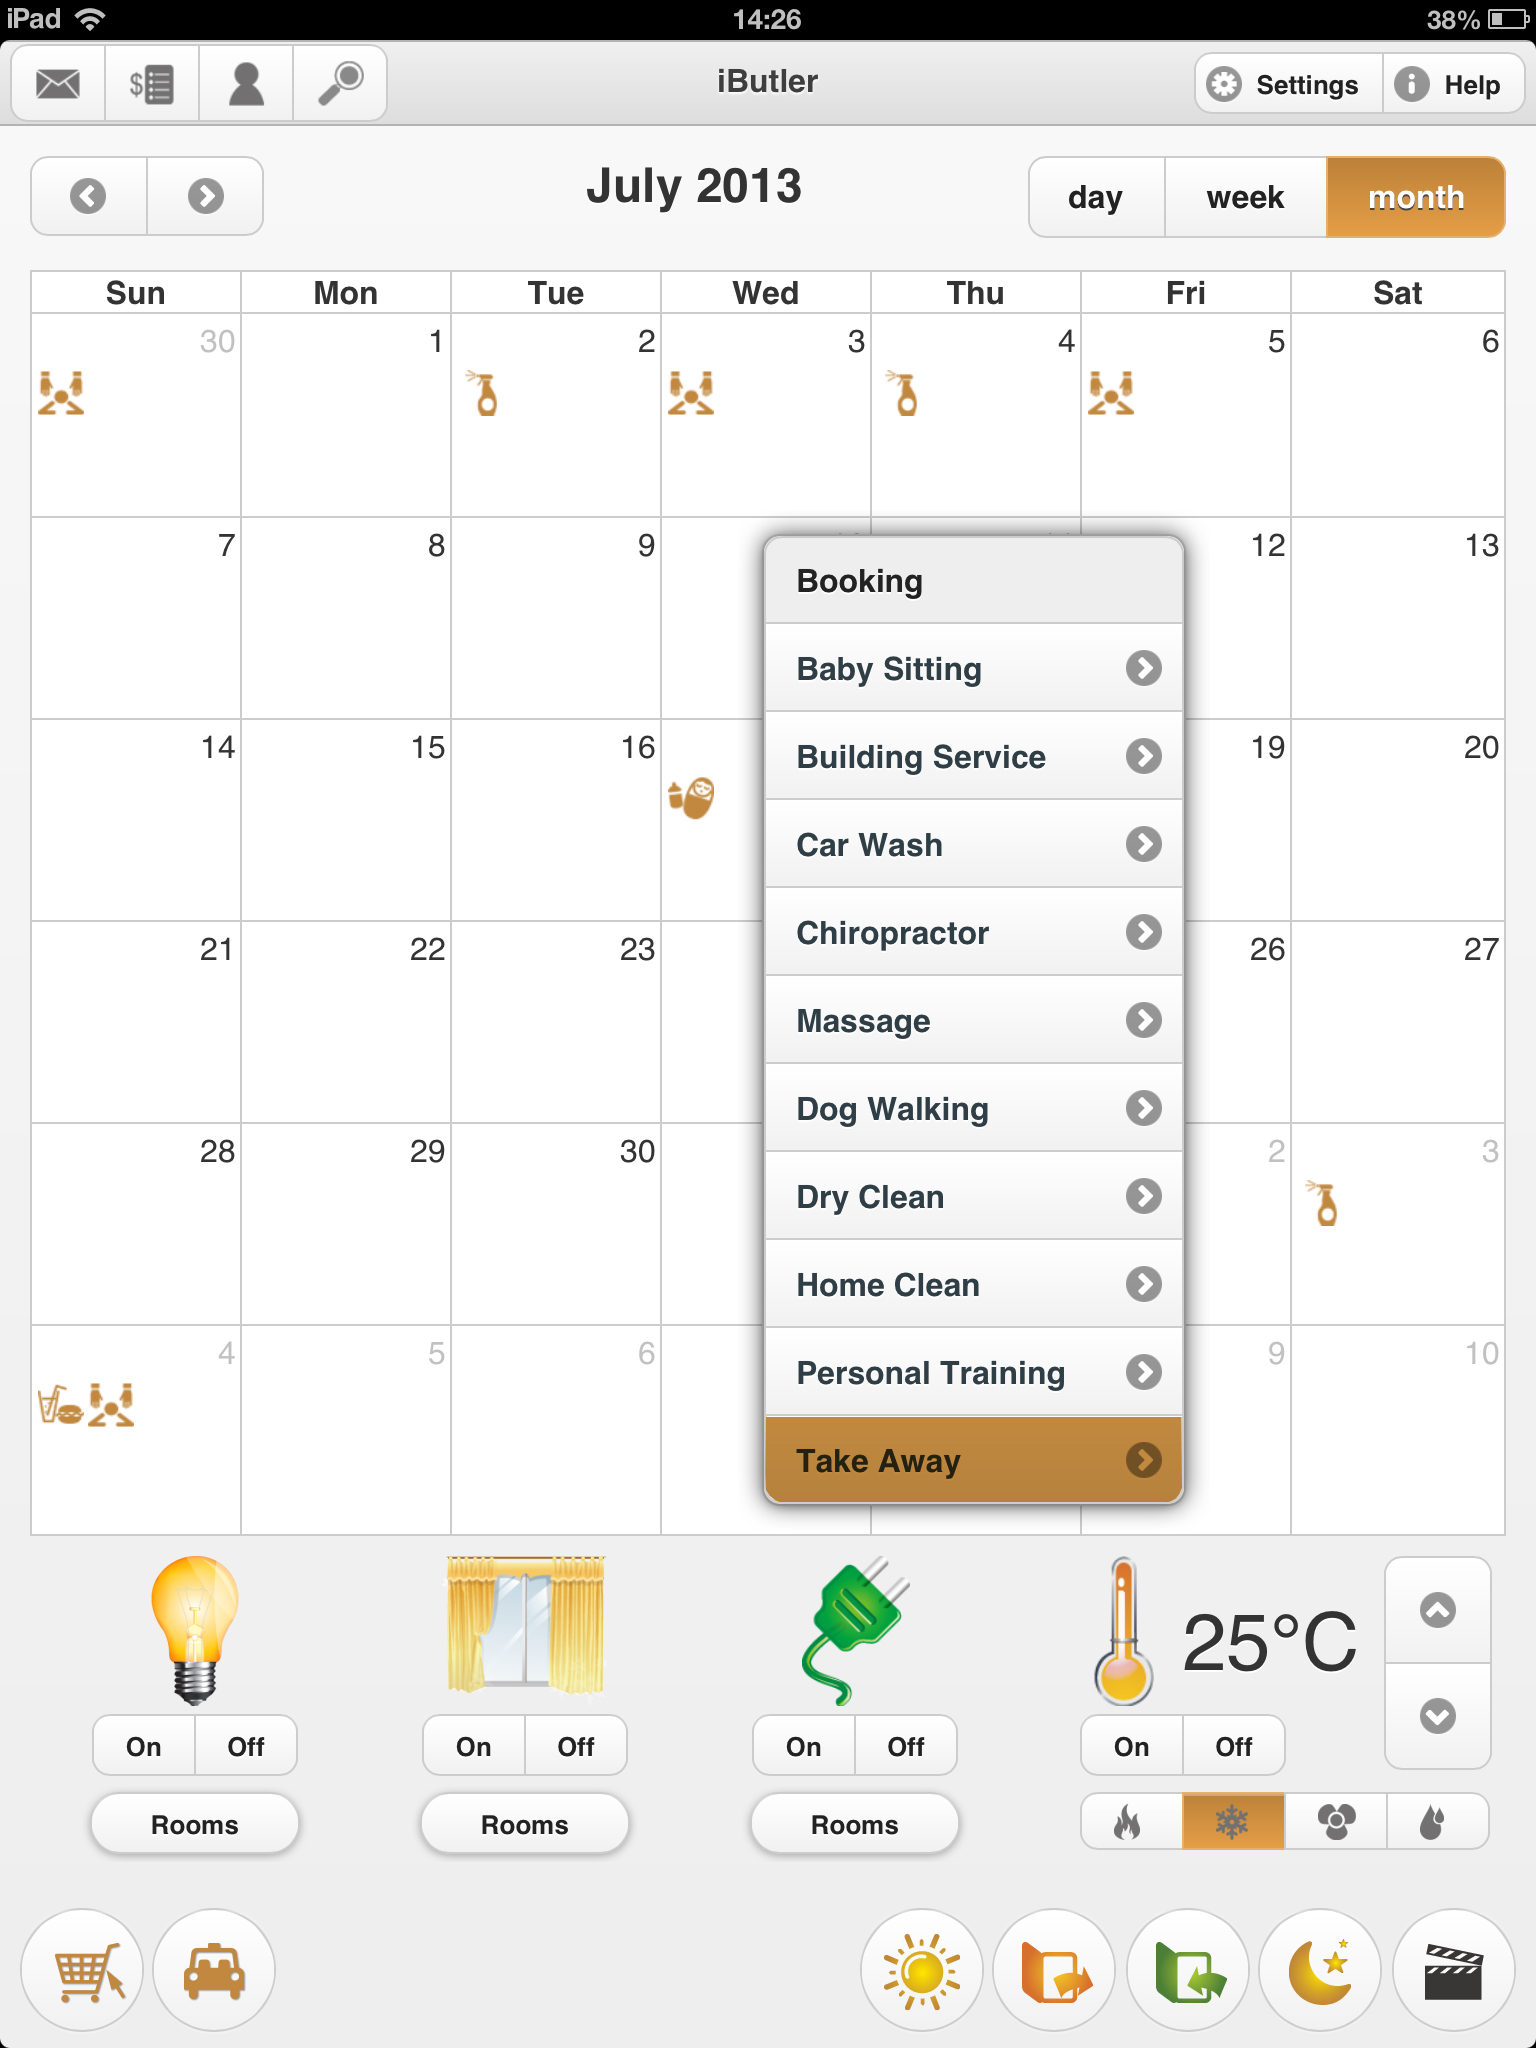 iPad 14:26 38%
$ iButler Settings Help
July 2013 day week month
Sun Mon Tue Wed Thu Fri Sat
30 1 2 3 4 5 6
7 8 9 12 13
14 15 16 19 20
21 22 23 26 27
28 29 30 2 3
4 5 6 9 10
Booking
Baby Sitting
Building Service
Car Wash
Chiropractor
Massage
Dog Walking
Dry Clean
Home Clean
Personal Training
Take Away
25°C
On Off On Off On Off On Off
Rooms Rooms Rooms